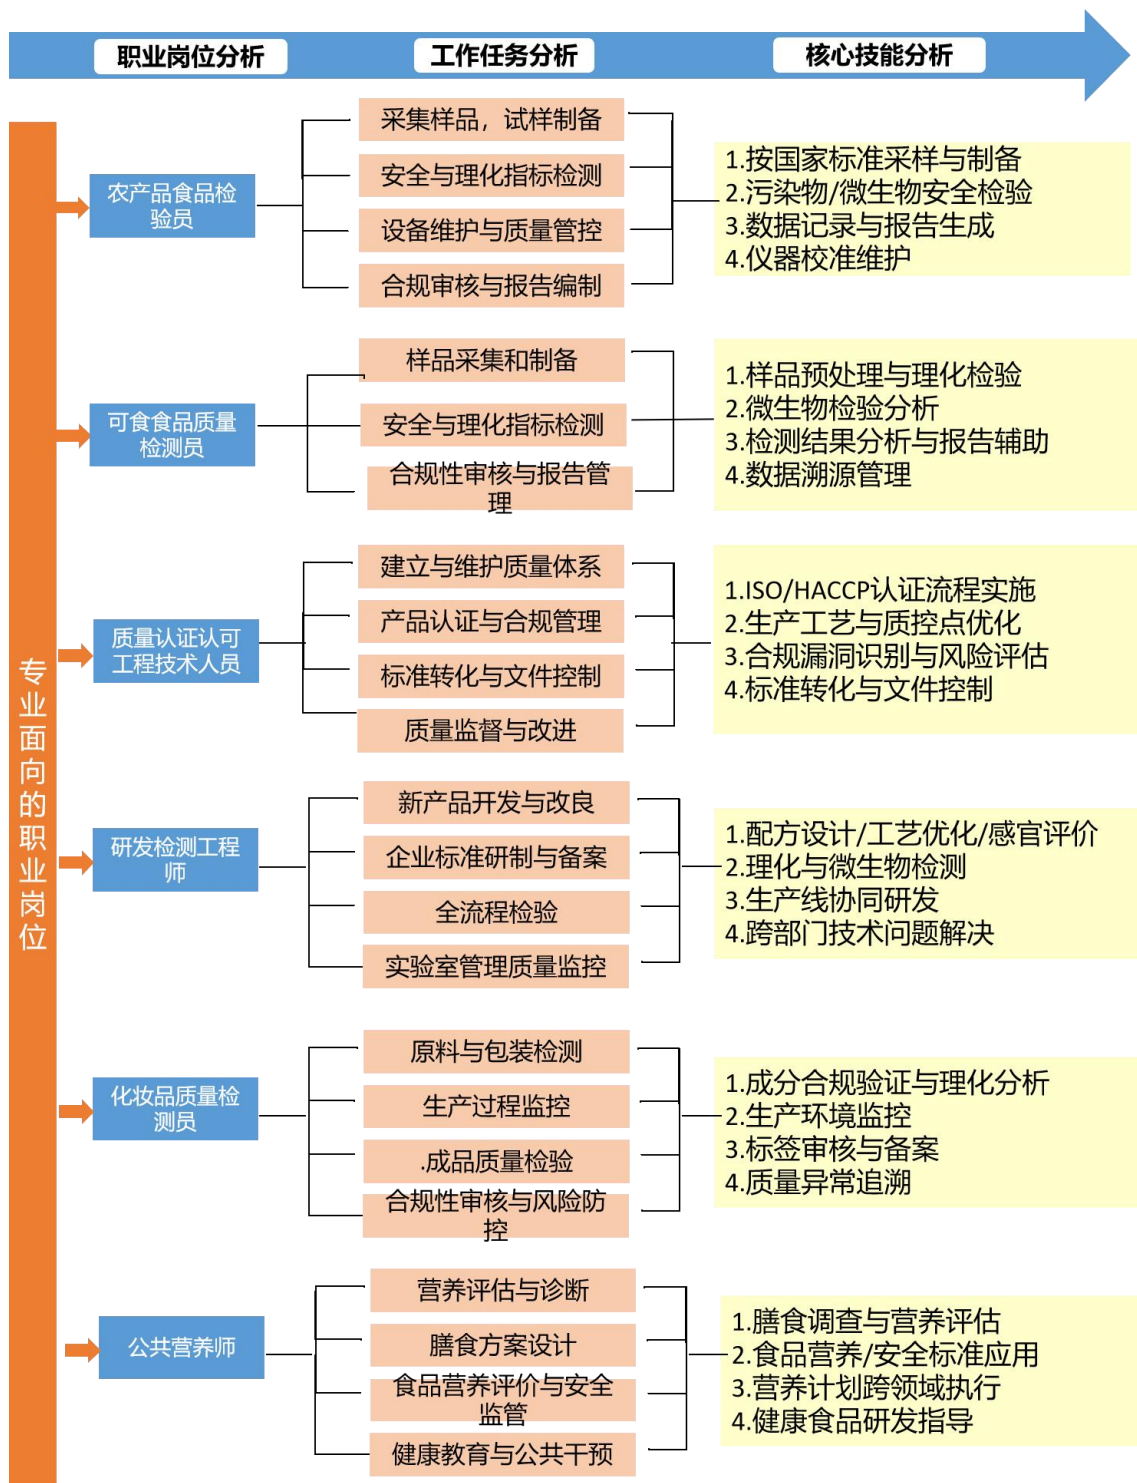 职业岗位分析
工作任务分析
核心技能分析
专业面向的职业岗位
农产品食品检
验员
采集样品，试样制备
安全与理化指标检测
设备维护与质量管控
合规审核与报告编制
1.按国家标准采样与制备
2.污染物/微生物安全检验
3.数据记录与报告生成
4.仪器校准维护
可食食品质量
检测员
样品采集和制备
安全与理化指标检测
合规性审核与报告管
理
1.样品预处理与理化检验
2.微生物检验分析
3.检测结果分析与报告辅助
4.数据溯源管理
质量认证认可
工程技术人员
建立与维护质量体系
产品认证与合规管理
标准转化与文件控制
质量监督与改进
1.ISO/HACCP认证流程实施
2.生产工艺与质控点优化
3.合规漏洞识别与风险评估
4.标准转化与文件控制
研发检测工程
师
新产品开发与改良
企业标准研制与备案
全流程检验
实验室管理质量监控
1.配方设计/工艺优化/感官评价
2.理化与微生物检测
3.生产线协同研发
4.跨部门技术问题解决
化妆品质量检
测员
原料与包装检测
生产过程监控
.成品质量检验
合规性审核与风险防
控
1.成分合规验证与理化分析
2.生产环境监控
3.标签审核与备案
4.质量异常追溯
公共营养师
营养评估与诊断
膳食方案设计
食品营养评价与安全
监管
健康教育与公共干预
1.膳食调查与营养评估
2.食品营养/安全标准应用
3.营养计划跨领域执行
4.健康食品研发指导